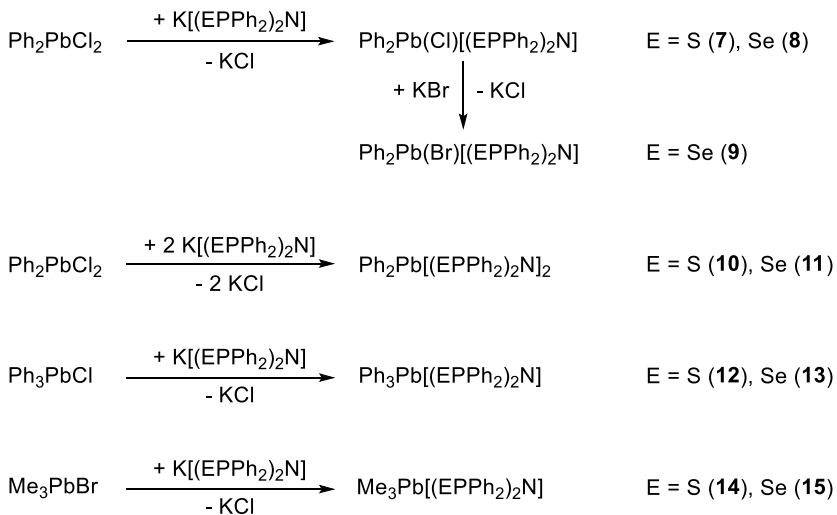 Ph₂PbCl₂ + K[(EPPh₂)₂N] - KCl Ph₂Pb(Cl)[(EPPh₂)₂N] E = S (7), Se (8)
+ KBr - KCl
Ph₂Pb(Br)[(EPPh₂)₂N] E = Se (9)
Ph₂PbCl₂ + 2 K[(EPPh₂)₂N] - 2 KCl Ph₂Pb[(EPPh₂)₂N]₂ E = S (10), Se (11)
Ph₃PbCl + K[(EPPh₂)₂N] - KCl Ph₃Pb[(EPPh₂)₂N] E = S (12), Se (13)
Me₃PbBr + K[(EPPh₂)₂N] - KCl Me₃Pb[(EPPh₂)₂N] E = S (14), Se (15)